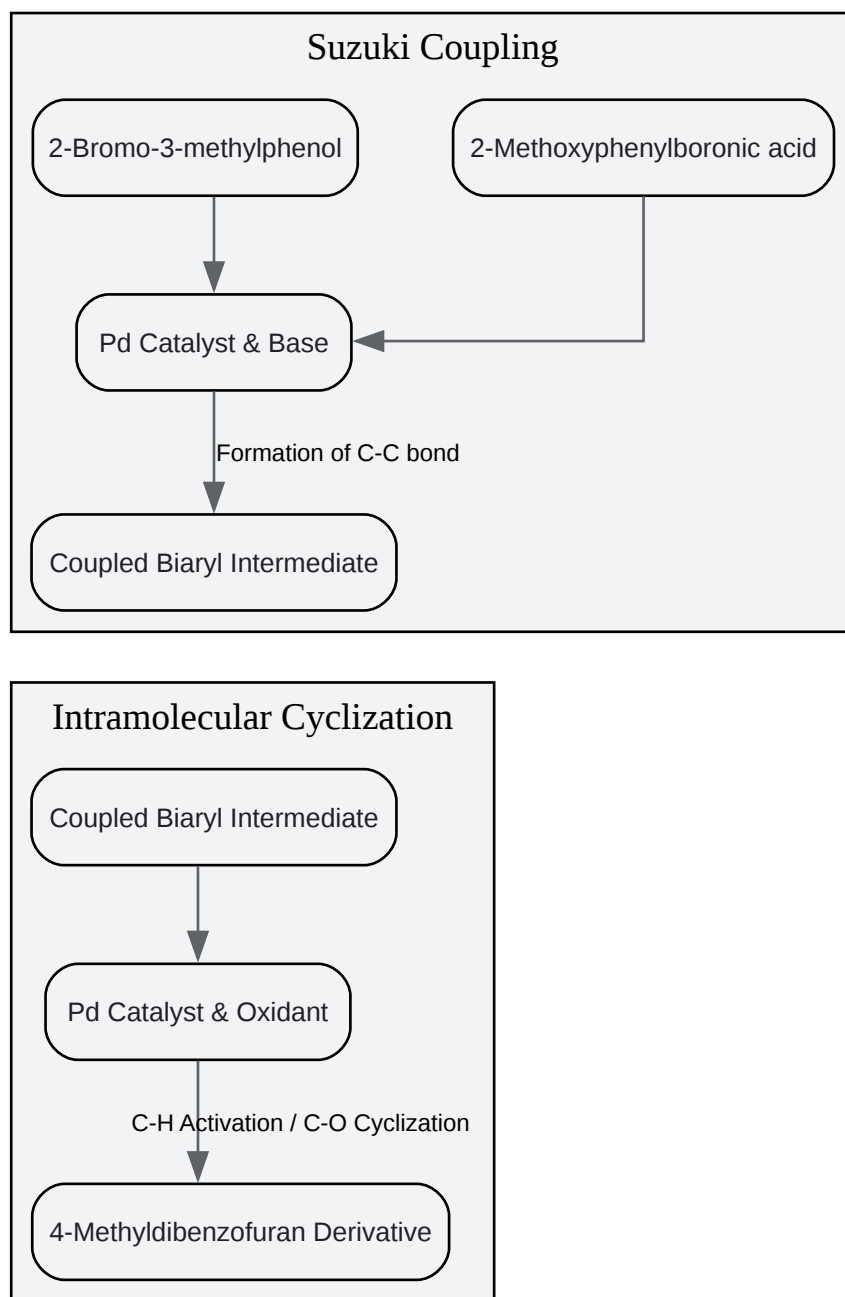 Suzuki Coupling
2-Bromo-3-methylphenol
2-Methoxyphenylboronic acid
Pd Catalyst & Base
Formation of C-C bond
Coupled Biaryl Intermediate
Intramolecular Cyclization
Coupled Biaryl Intermediate
Pd Catalyst & Oxidant
C-H Activation / C-O Cyclization
4-Methyldibenzofuran Derivative